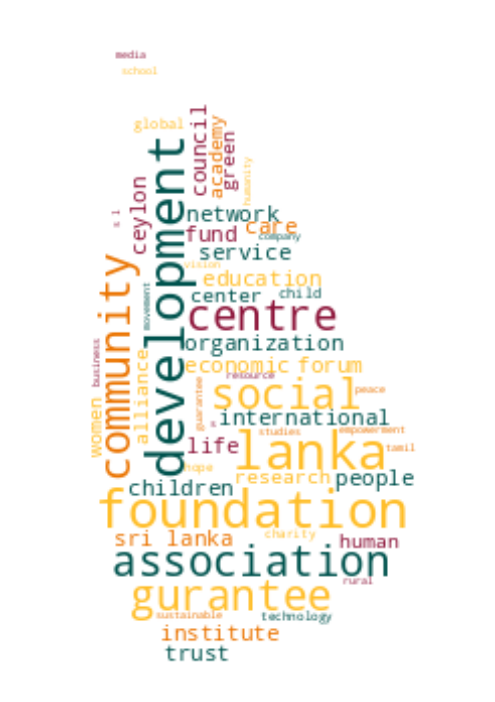 media
school
global
council
academy
green
humanity
development
ceylon
s l
network
care
fund
company
service
vision
education
center
child
movement
community
centre
organization
business
economic
forum
resource
alliance
women
guarantee
social
peace
international
s
studies
empowerment
life
lanka
tamil
hope
research
people
children
foundation
sri lanka
charity
human
association
rural
gurantee
sustainable
technology
institute
trust